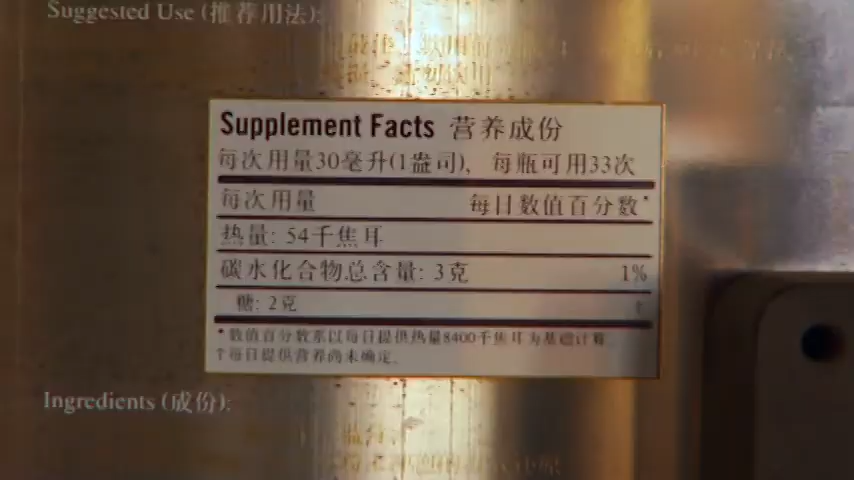 Suggested Use (推荐用法):
Supplement Facts 营养成份
每次用量30毫升(1盎司), 每瓶可用33次
每次用量 每日数值百分数*
热量: 54千焦耳
碳水化合物总含量: 3克 1%
糖: 2克 †
*数值百分数系以每日提供热量8400千焦耳为基础计算
†每日提供营养尚未确定。
Ingredients (成份):